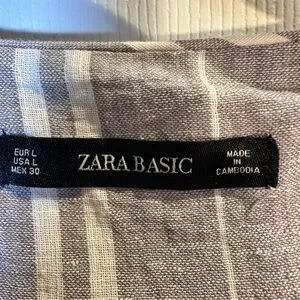 EUR L
USA L
MEX 30
ZARA BASIC
MADE
IN
CAMBODIA